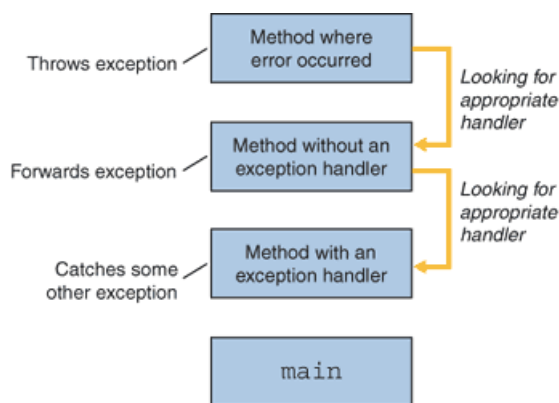 Throws exception
Method where
error occurred
Looking for
appropriate
handler
Forwards exception
Method without an
exception handler
Looking for
appropriate
handler
Catches some
other exception
Method with an
exception handler
main